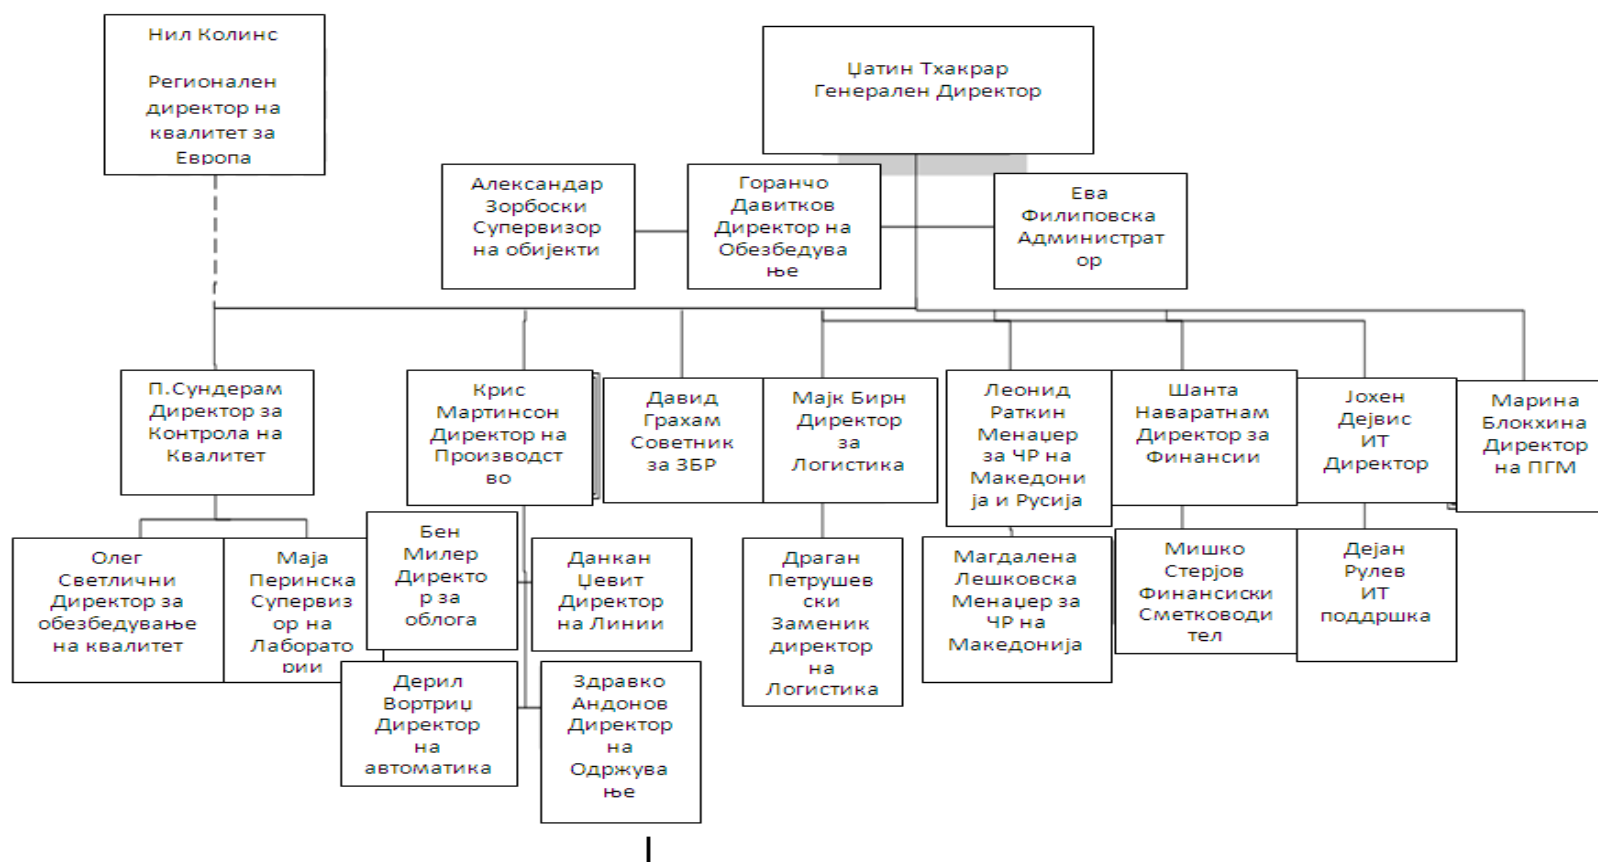 Нил Колинс
Регионален
директор на
квалитет за
Европа
Џатин Тхакрар
Генерален Директор
Александар
Зорбоски
Супервизор
на обијекти
Горанчо
Давитков
Директор на
Обезбедува
ње
Ева
Филиповска
Администрат
ор
П.Сундерам
Директор за
Контрола на
Квалитет
Крис
Мартинсон
Директор на
Производст
во
Давид
Грахам
Советник
за ЗБР
Мајк Бирн
Директор
за
Логистика
Леонид
Раткин
Менаџер
за ЧР на
Македони
ја и Русија
Шанта
Наваратнам
Директор за
Финансии
Јохен
Дејвис
ИТ
Директор
Марина
Блокхина
Директор
на ПГМ
Олег
Светлични
Директор за
обезбедување
на квалитет
Маја
Перинска
Супервиз
ор на
Лаборато
рии
Бен
Милер
Директо
р за
облога
Данкан
Џевит
Директор
на Линии
Драган
Петрушев
ски
Заменик
директор
на
Логистика
Магдалена
Лешковска
Менаџер за
ЧР на
Македонија
Мишко
Стерјов
Финансиски
Сметководи
тел
Дејан
Рулев
ИТ
поддршка
Дерил
Вортриџ
Директор
на
автоматика
Здравко
Андонов
Директор
на
Одржува
ње